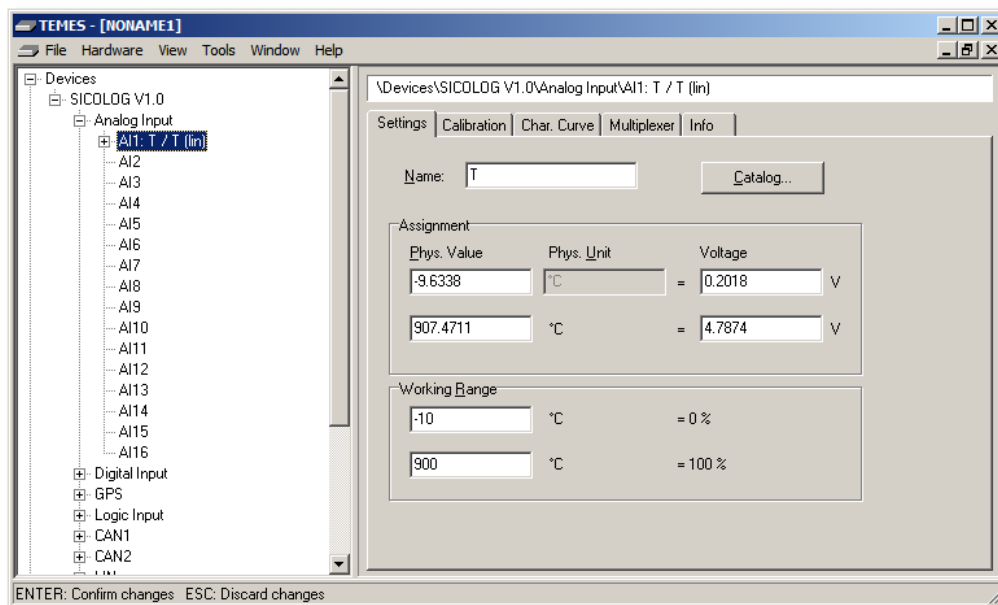 TEMES - [NONAME1]
File Hardware View Tools Window Help
Devices
SICOLOG V1.0
Analog Input
AI1: T / T (lin)
AI2
AI3
AI4
AI5
AI6
AI7
AI8
AI9
AI10
AI11
AI12
AI13
AI14
AI15
AI16
Digital Input
GPS
Logic Input
CAN1
CAN2
\Devices\SICOLOG V1.0\Analog Input\AI1: T / T (lin)
Settings Calibration Char. Curve Multiplexer Info
Name: T Catalog...
Assignment
Phys. Value Phys. Unit Voltage
-9.6338 °C = 0.2018 V
907.4711 °C = 4.7874 V
Working Range
-10 °C = 0 %
900 °C = 100 %
ENTER: Confirm changes ESC: Discard changes